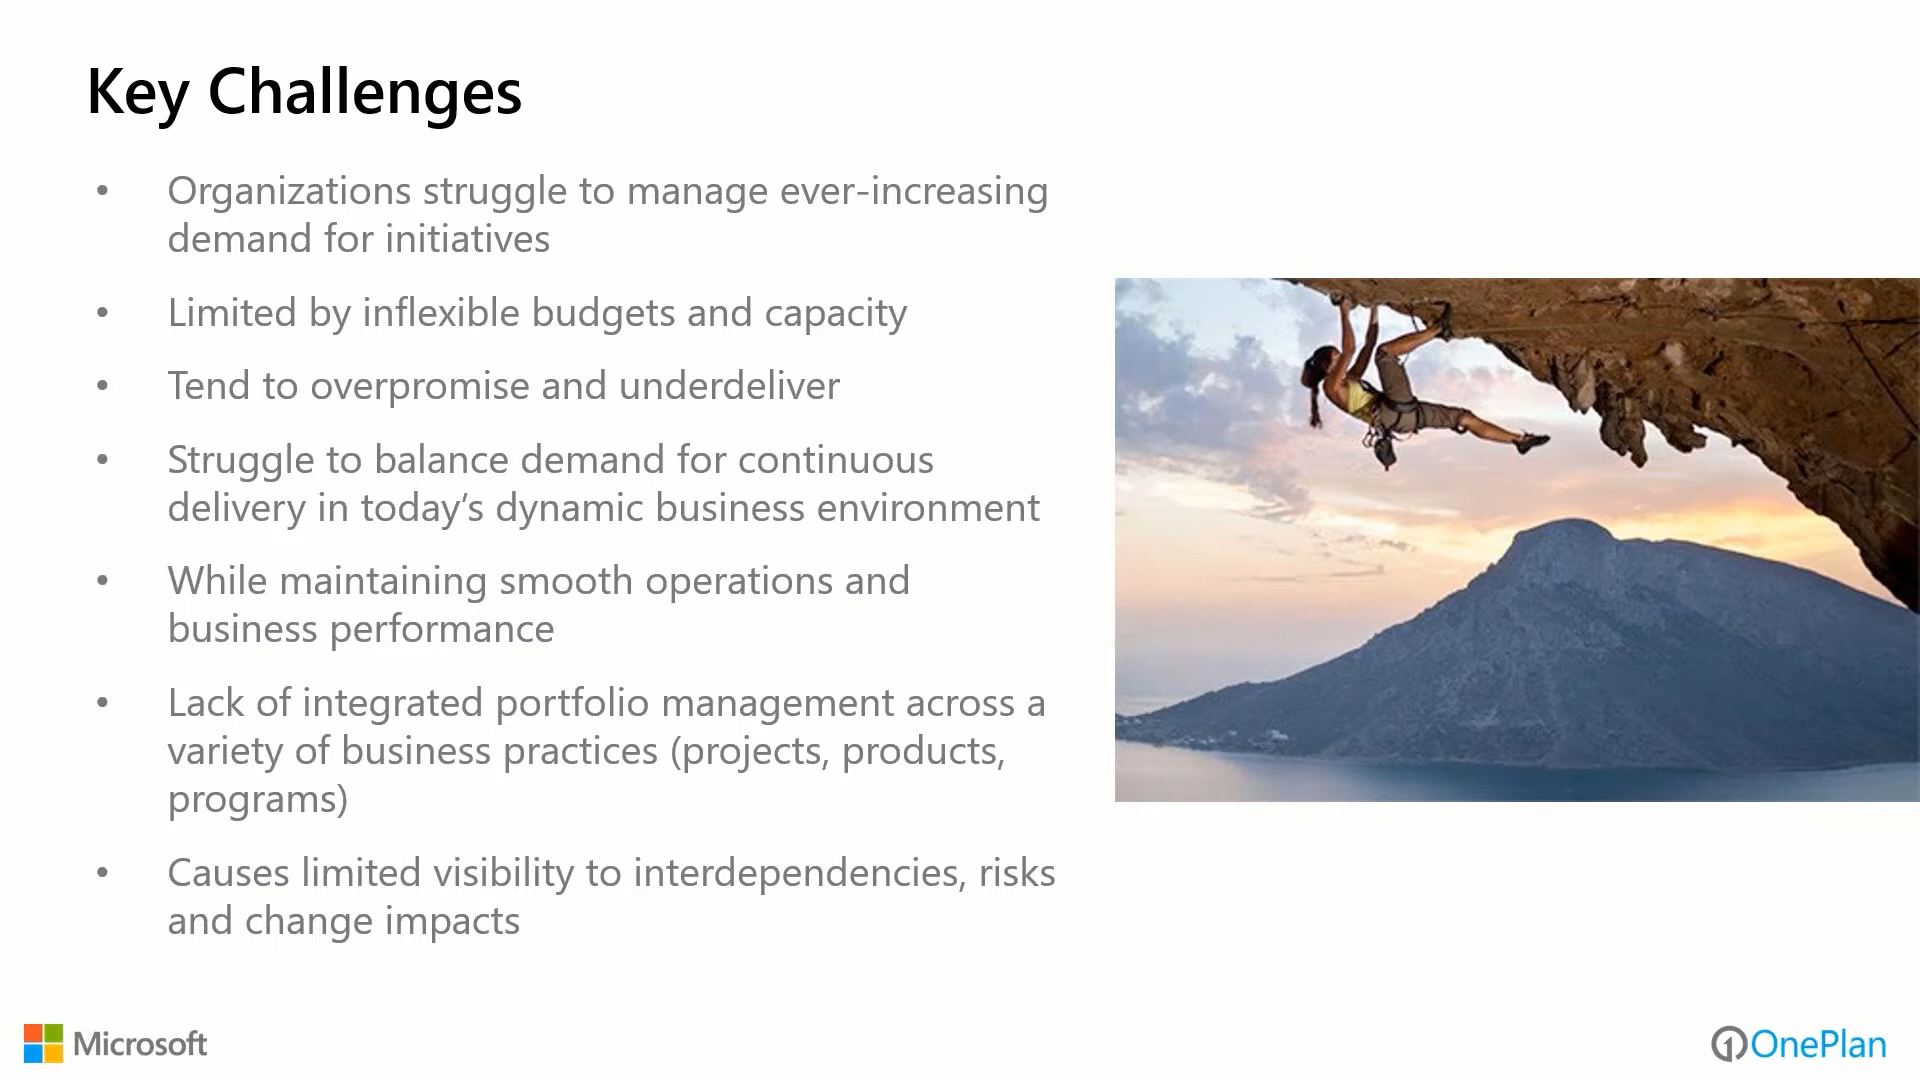 Key Challenges
• Organizations struggle to manage ever-increasing
demand for initiatives
• Limited by inflexible budgets and capacity
• Tend to overpromise and underdeliver
• Struggle to balance demand for continuous
delivery in today's dynamic business environment
• While maintaining smooth operations and
business performance
• Lack of integrated portfolio management across a
variety of business practices (projects, products,
programs)
• Causes limited visibility to interdependencies, risks
and change impacts
Microsoft
OnePlan